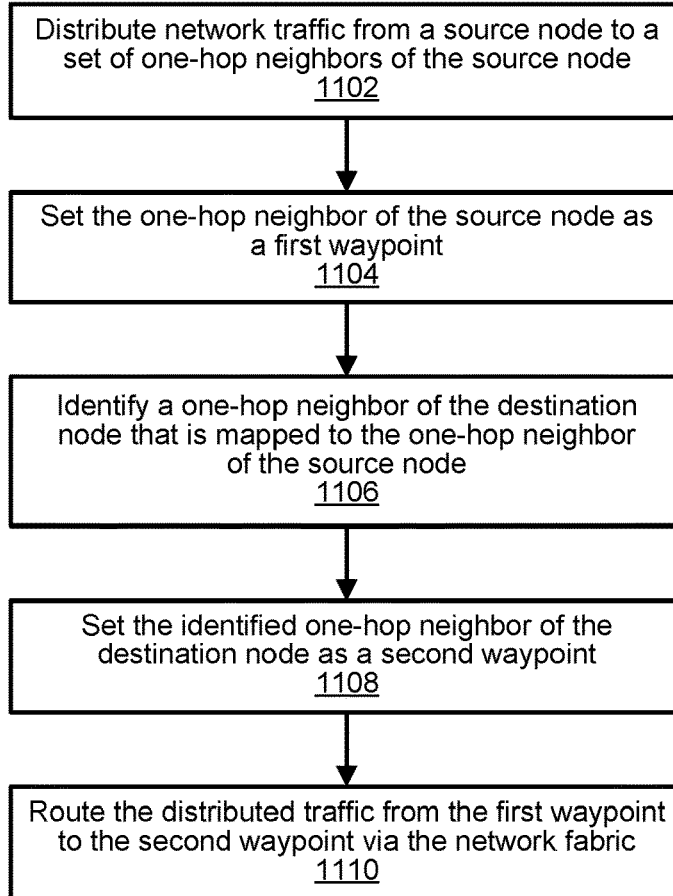 Distribute network traffic from a source node to a
set of one-hop neighbors of the source node
1102
Set the one-hop neighbor of the source node as
a first waypoint
1104
Identify a one-hop neighbor of the destination
node that is mapped to the one-hop neighbor
of the source node
1106
Set the identified one-hop neighbor of the
destination node as a second waypoint
1108
Route the distributed traffic from the first waypoint
to the second waypoint via the network fabric
1110